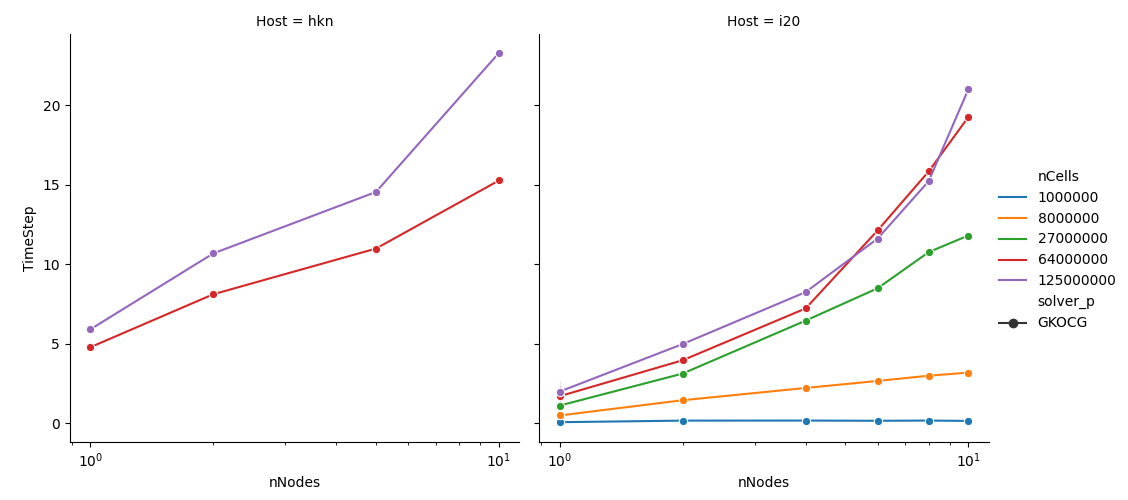 Host = hkn
Host = i20
TimeStep
20
15
10
5
0
10⁰
10¹
10⁰
10¹
nNodes
nNodes
nCells
1000000
8000000
27000000
64000000
125000000
solver_p
GKOCG